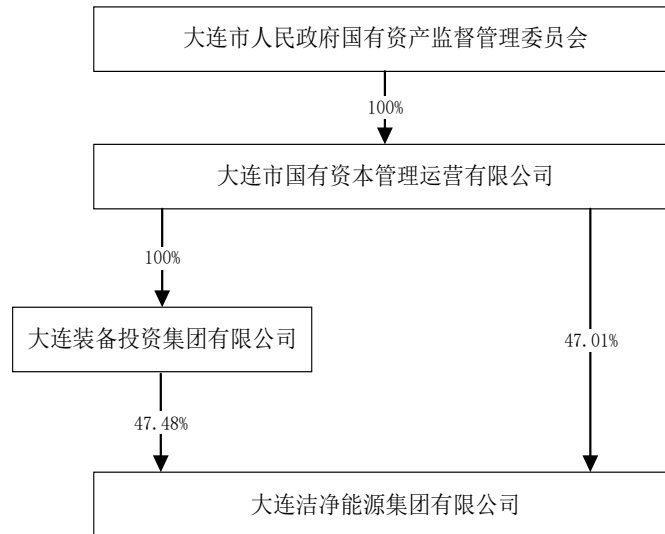 大连市人民政府国有资产监督管理委员会
100%
大连市国有资本管理运营有限公司
100%
大连装备投资集团有限公司
47.01%
47.48%
大连洁净能源集团有限公司